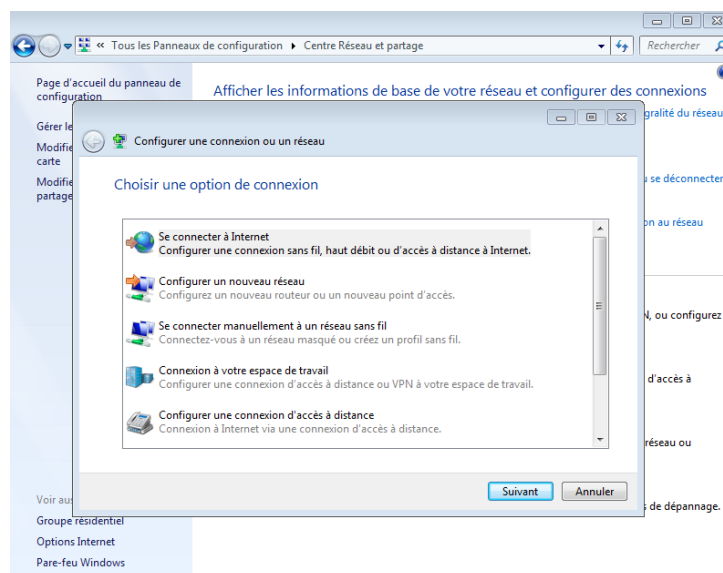 « Tous les Panneaux de configuration ▸ Centre Réseau et partage
Rechercher
Page d'accueil du panneau de
configuration
Gérer le
Modifie
carte
Modifie
partage
Afficher les informations de base de votre réseau et configurer des connexions
gralité du réseau
se déconnecter
on au réseau
, ou configurez
d'accès à
réseau ou
s de dépannage.
Configurer une connexion ou un réseau
Choisir une option de connexion
Se connecter à Internet
Configurer une connexion sans fil, haut débit ou d'accès à distance à Internet.
Configurer un nouveau réseau
Configurez un nouveau routeur ou un nouveau point d'accès.
Se connecter manuellement à un réseau sans fil
Connectez-vous à un réseau masqué ou créez un profil sans fil.
Connexion à votre espace de travail
Configurer une connexion d'accès à distance ou VPN à votre espace de travail.
Configurer une connexion d'accès à distance
Connexion à Internet via une connexion d'accès à distance.
Suivant
Annuler
Voir aus
Groupe résidentiel
Options Internet
Pare-feu Windows